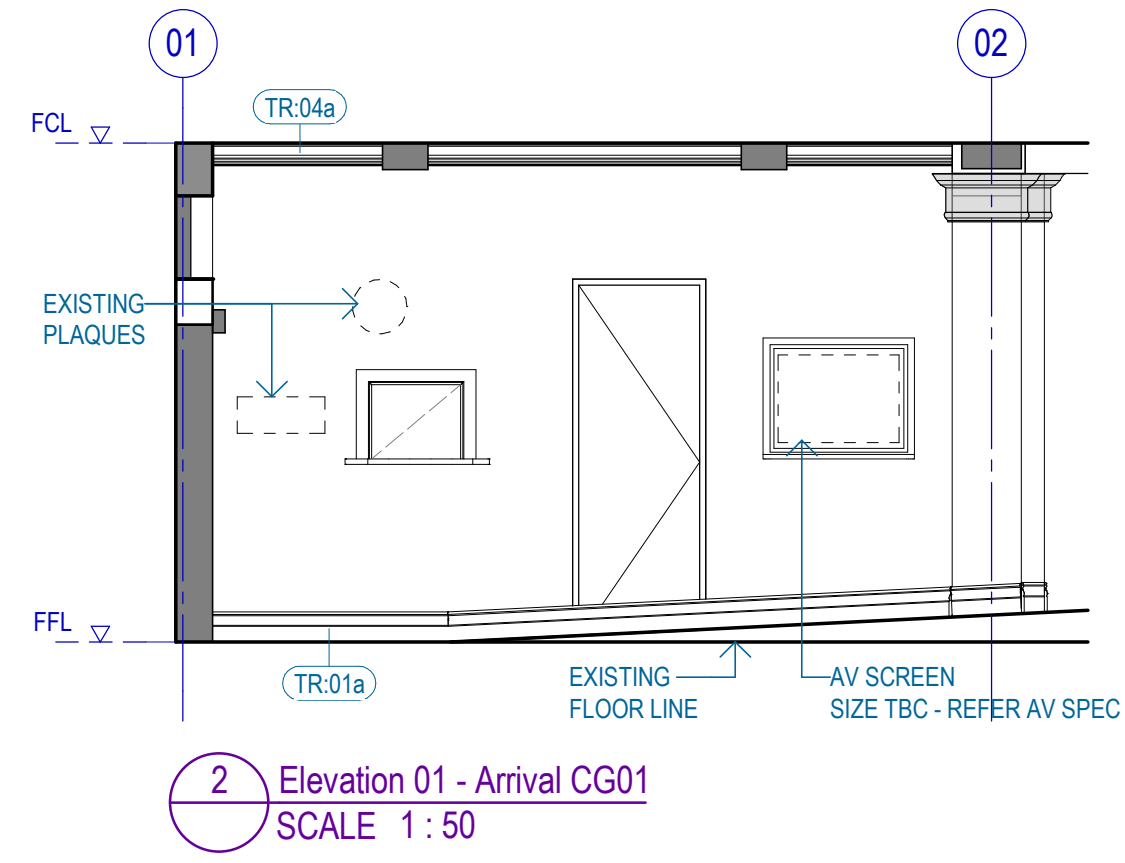 01
02
TR:04a
FCL
EXISTING
PLAQUES
FFL
TR:01a
EXISTING
FLOOR LINE
AV SCREEN
SIZE TBC - REFER AV SPEC
2
Elevation 01 - Arrival CG01
SCALE 1 : 50